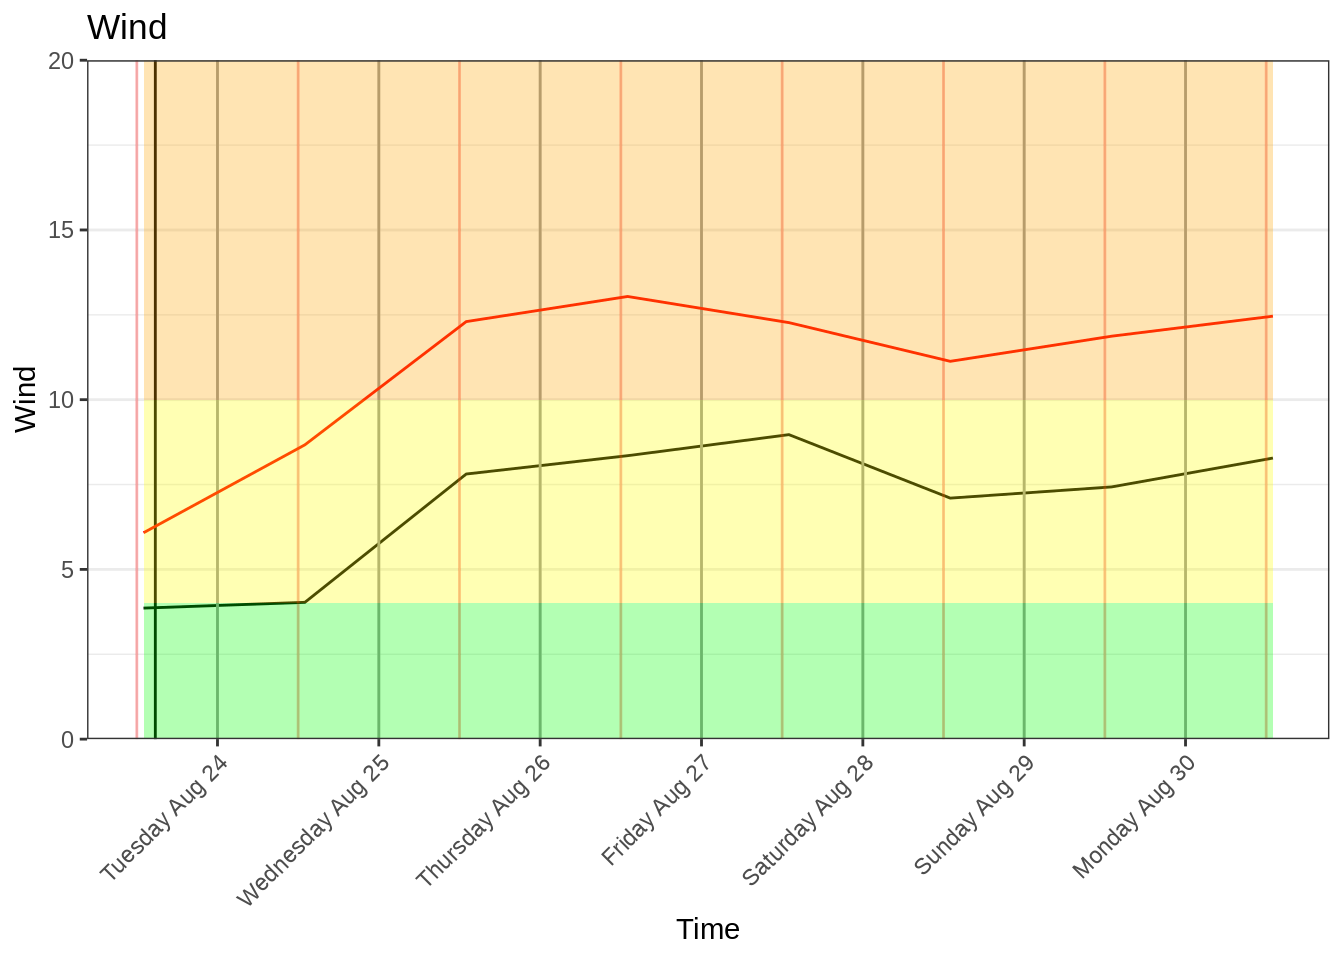 Wind
20
15
10
5
0
Wind
Tuesday Aug 24
Wednesday Aug 25
Thursday Aug 26
Friday Aug 27
Saturday Aug 28
Sunday Aug 29
Monday Aug 30
Time